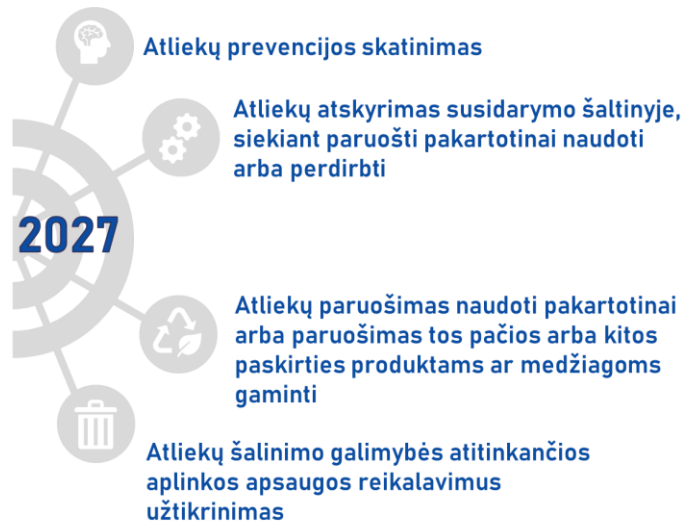 Atliekų prevencijos skatinimas
Atliekų atskyrimas susidarymo šaltinyje,
siekiant paruošti pakartotinai naudoti
arba perdirbti
2027
Atliekų paruošimas naudoti pakartotinai
arba paruošimas tos pačios arba kitos
paskirties produktams ar medžiagoms
gaminti
Atliekų šalinimo galimybės atitinkančios
aplinkos apsaugos reikalavimus
užtikrinimas